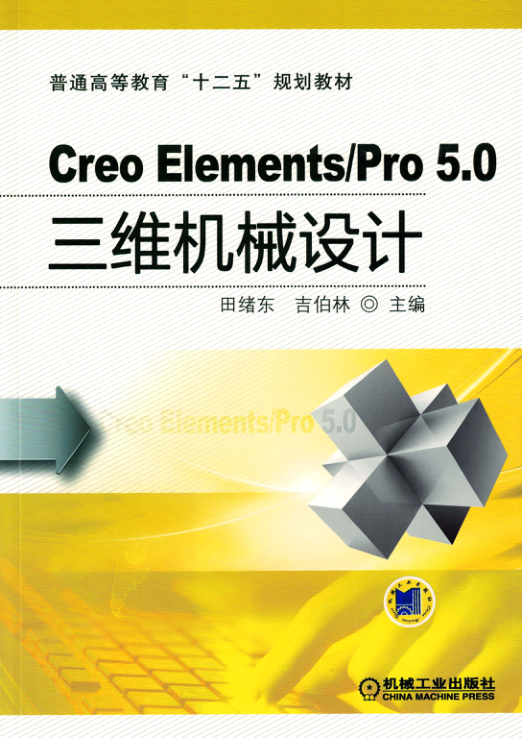 普通高等教育“十二五”规划教材
Creo Elements/Pro 5.0
三维机械设计
田绪东 吉伯林 ◎ 主编
Creo Elements/Pro 5.0
机械工业出版社
CHINA MACHINE PRESS